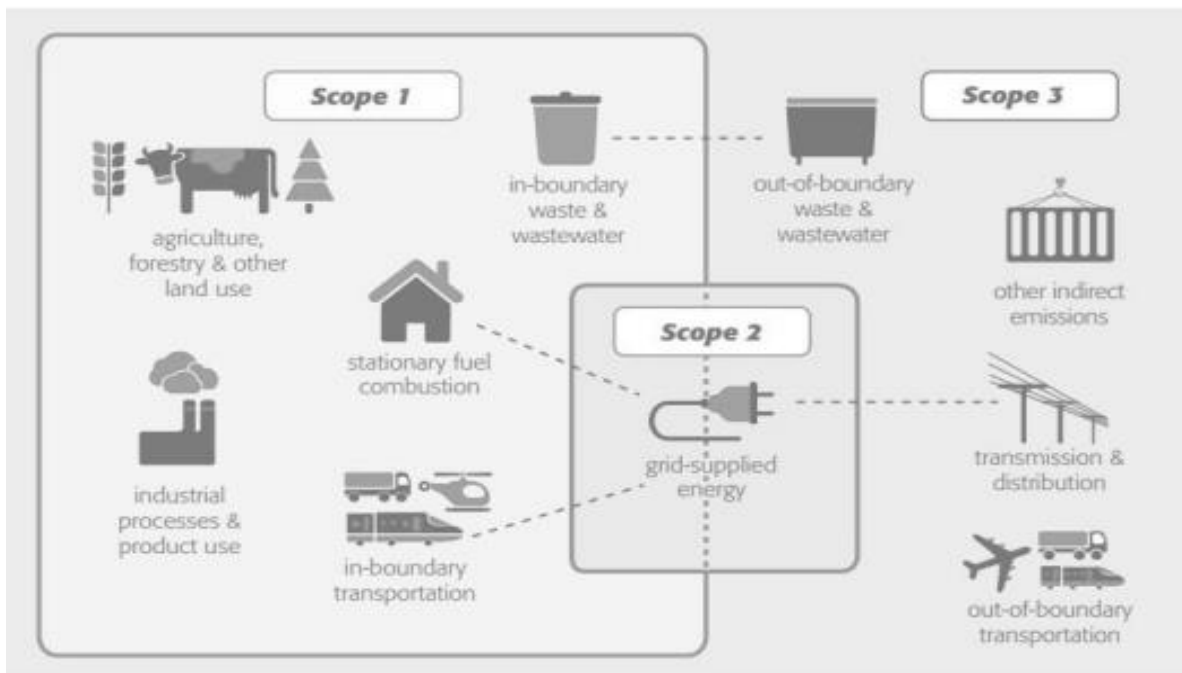 Scope 1
Scope 3
in-boundary
waste &
wastewater
out-of-boundary
waste &
wastewater
agriculture,
forestry & other
land use
other indirect
emissions
Scope 2
stationary fuel
combustion
grid-supplied
energy
transmission &
distribution
industrial
processes &
product use
in-boundary
transportation
out-of-boundary
transportation